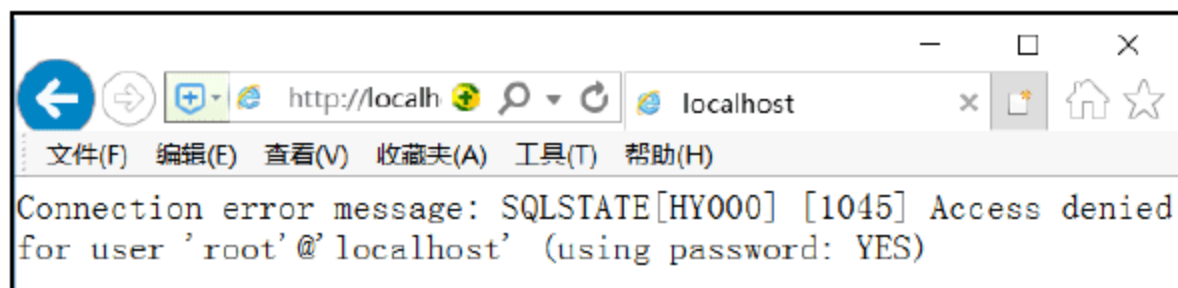 http://localh
localhost
文件(F) 编辑(E) 查看(V) 收藏夹(A) 工具(T) 帮助(H)
Connection error message: SQLSTATE[HY000] [1045] Access denied
for user 'root'@'localhost' (using password: YES)